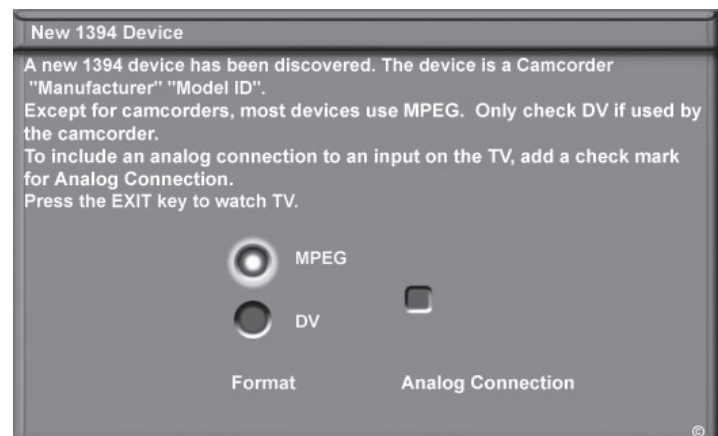 New 1394 Device
A new 1394 device has been discovered. The device is a Camcorder
"Manufacturer" "Model ID".
Except for camcorders, most devices use MPEG. Only check DV if used by
the camcorder.
To include an analog connection to an input on the TV, add a check mark
for Analog Connection.
Press the EXIT key to watch TV.
MPEG
DV
Format Analog Connection
©